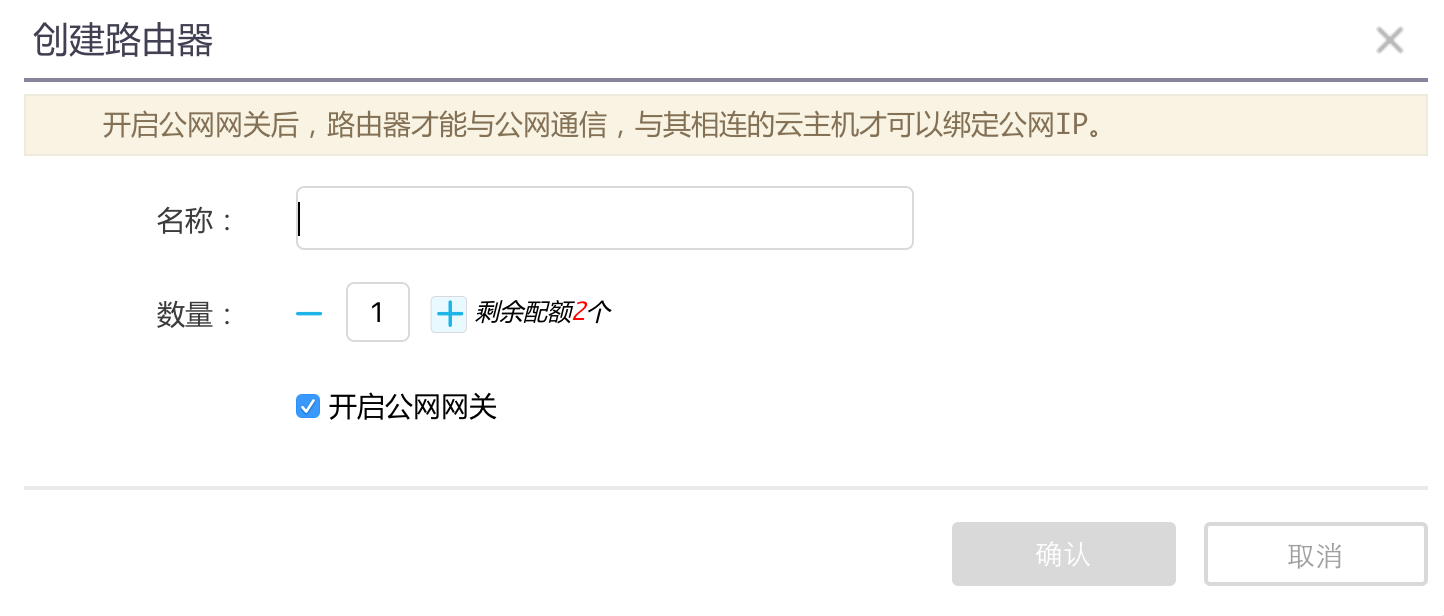 创建路由器
开启公网网关后，路由器才能与公网通信，与其相连的云主机才可以绑定公网IP。
名称：
数量： 1 剩余配额2个
开启公网网关
确认 取消